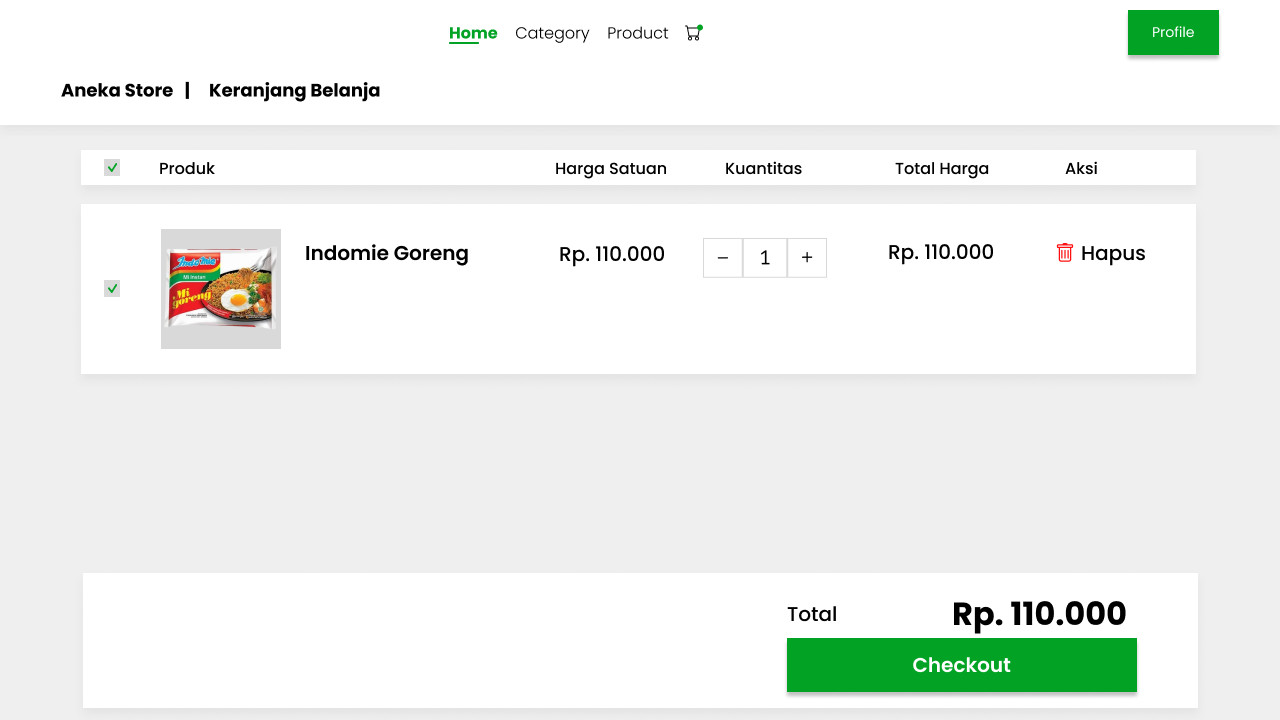 Home Category Product
Profile
Aneka Store | Keranjang Belanja
Produk Harga Satuan Kuantitas Total Harga Aksi
Indomie Goreng Rp. 110.000 − 1 + Rp. 110.000 Hapus
Indomie
Mi Instan
Mi goreng
Total Rp. 110.000
Checkout